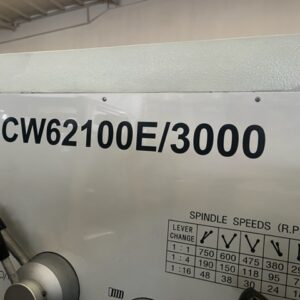 CW62100E/3000
SPINDLE SPEEDS (R.P
LEVER CHANGE
1:1 750 600 475 380
1:4 190 150 118 95
1:16 48 38 30 24